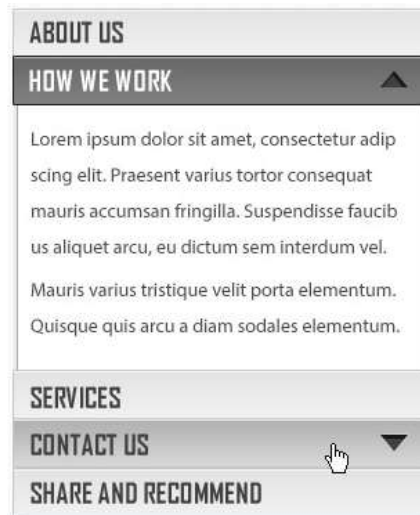 ABOUT US
HOW WE WORK
Lorem ipsum dolor sit amet, consectetur adip
scing elit. Praesent varius tortor consequat
mauris accumsan fringilla. Suspendisse faucib
us aliquet arcu, eu dictum sem interdum vel.
Mauris varius tristique velit porta elementum.
Quisque quis arcu a diam sodales elementum.
SERVICES
CONTACT US
SHARE AND RECOMMEND